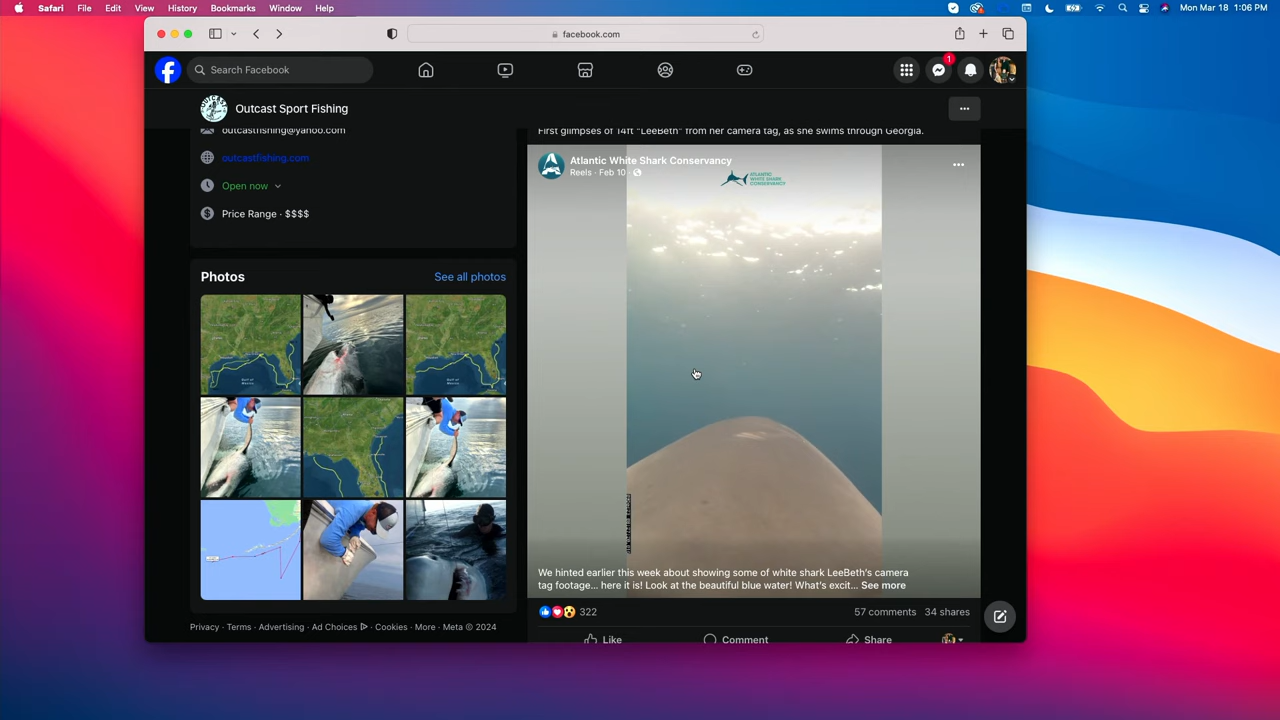 Safari File Edit View History Bookmarks Window Help
Mon Mar 18 1:06 PM
facebook.com
Search Facebook
1
Outcast Sport Fishing
outcastfishing@yahoo.com
outcastfishing.com
Open now
Price Range · $$$$
Photos
See all photos
Privacy · Terms · Advertising · Ad Choices · Cookies · More · Meta © 2024
First glimpses of 14ft "LeeBeth" from her camera tag, as she swims through Georgia.
Atlantic White Shark Conservancy
Reels · Feb 10 ·
ATLANTIC
WHITE SHARK
CONSERVANCY
We hinted earlier this week about showing some of white shark LeeBeth's camera
tag footage... here it is! Look at the beautiful blue water! What's excit... See more
322
57 comments 34 shares
Like
Comment
Share